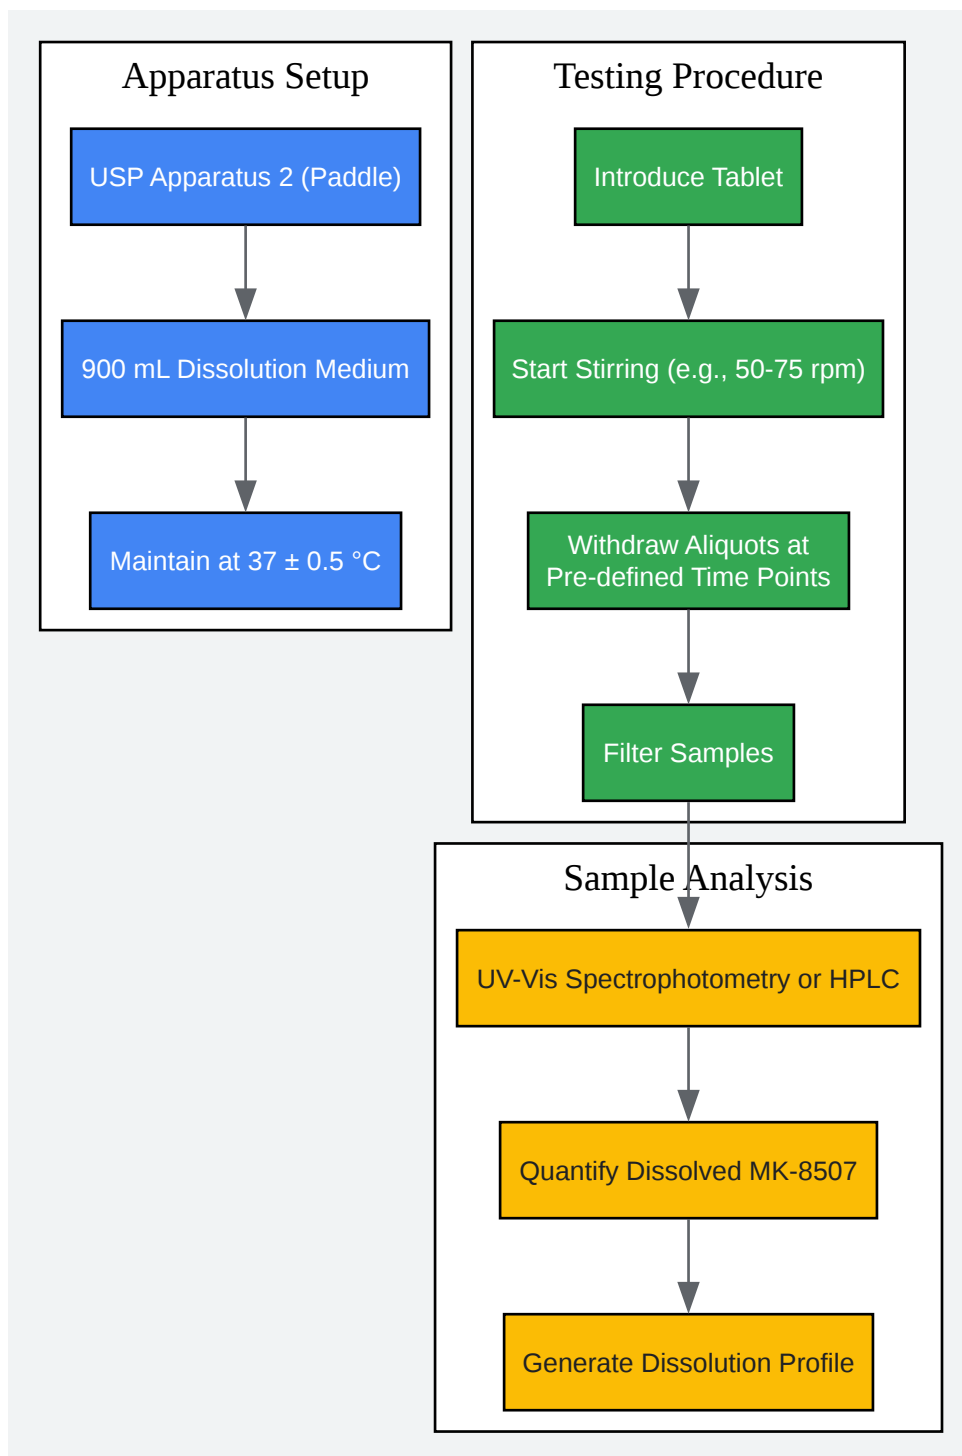 Apparatus Setup
USP Apparatus 2 (Paddle)
900 mL Dissolution Medium
Maintain at 37 ± 0.5 °C
Testing Procedure
Introduce Tablet
Start Stirring (e.g., 50-75 rpm)
Withdraw Aliquots at
Pre-defined Time Points
Filter Samples
Sample Analysis
UV-Vis Spectrophotometry or HPLC
Quantify Dissolved MK-8507
Generate Dissolution Profile